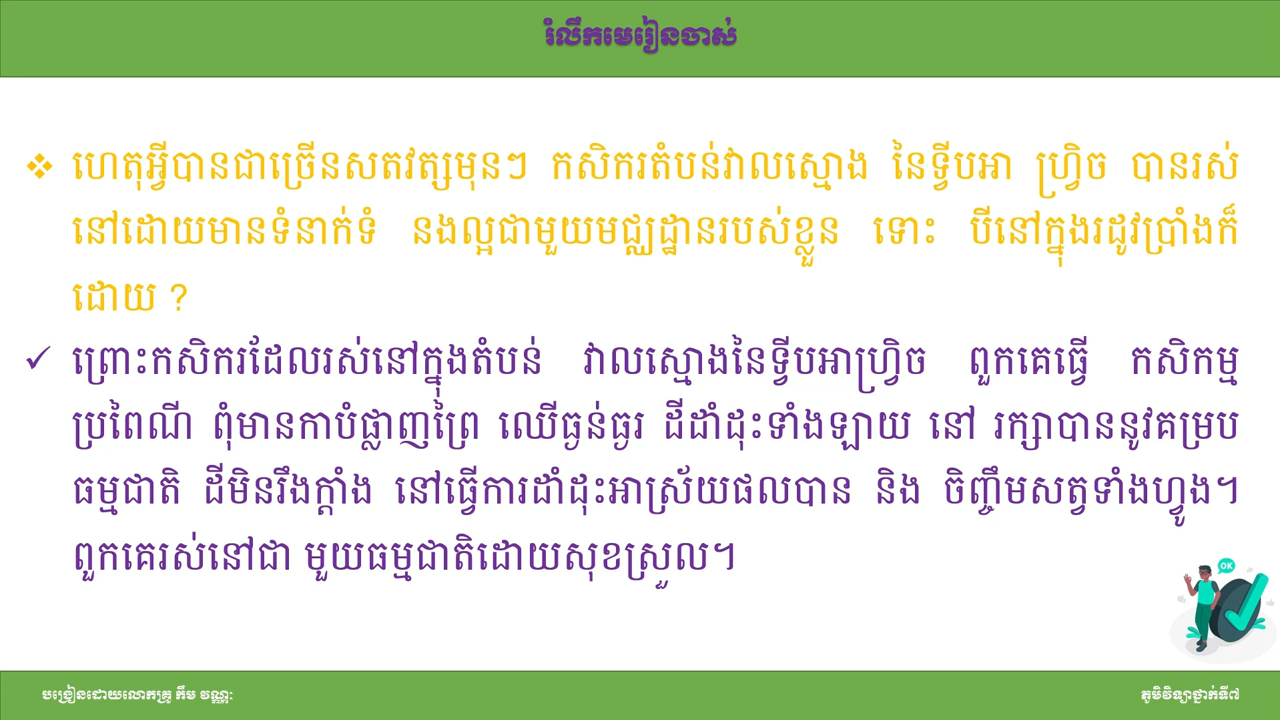 រំលឹកមេរៀនចាស់
❖ ហេតុអ្វីបានជាច្រើនសតវត្សមុនៗ កសិករតំបន់វាលស្មោង នៃទ្វីបអា ហ្រ្វិច បានរស់
នៅដោយមានទំនាក់ទំ នងល្អជាមួយមជ្ឈដ្ឋានរបស់ខ្លួន ទោះ បីនៅក្នុងរដូវប្រាំងក៏
ដោយ ?
✓ ព្រោះកសិករដែលរស់នៅក្នុងតំបន់ វាលស្មោងនៃទ្វីបអាហ្រ្វិច ពួកគេធ្វើ កសិកម្ម
ប្រពៃណី ពុំមានកាបំផ្លាញព្រៃ ឈើធ្ងន់ធ្ងរ ដីដាំដុះទាំងឡាយ នៅ រក្សាបាននូវគម្រប
ធម្មជាតិ ដីមិនរឹងក្តាំង នៅធ្វើការដាំដុះអាស្រ័យផលបាន និង ចិញ្ចឹមសត្វទាំងហ្វូង។
ពួកគេរស់នៅជា មួយធម្មជាតិដោយសុខស្រួល។
OK
បង្រៀនដោយលោកគ្រូ កឹម វណ្ណៈ
ភូមិវិទ្យាថ្នាក់ទី៧